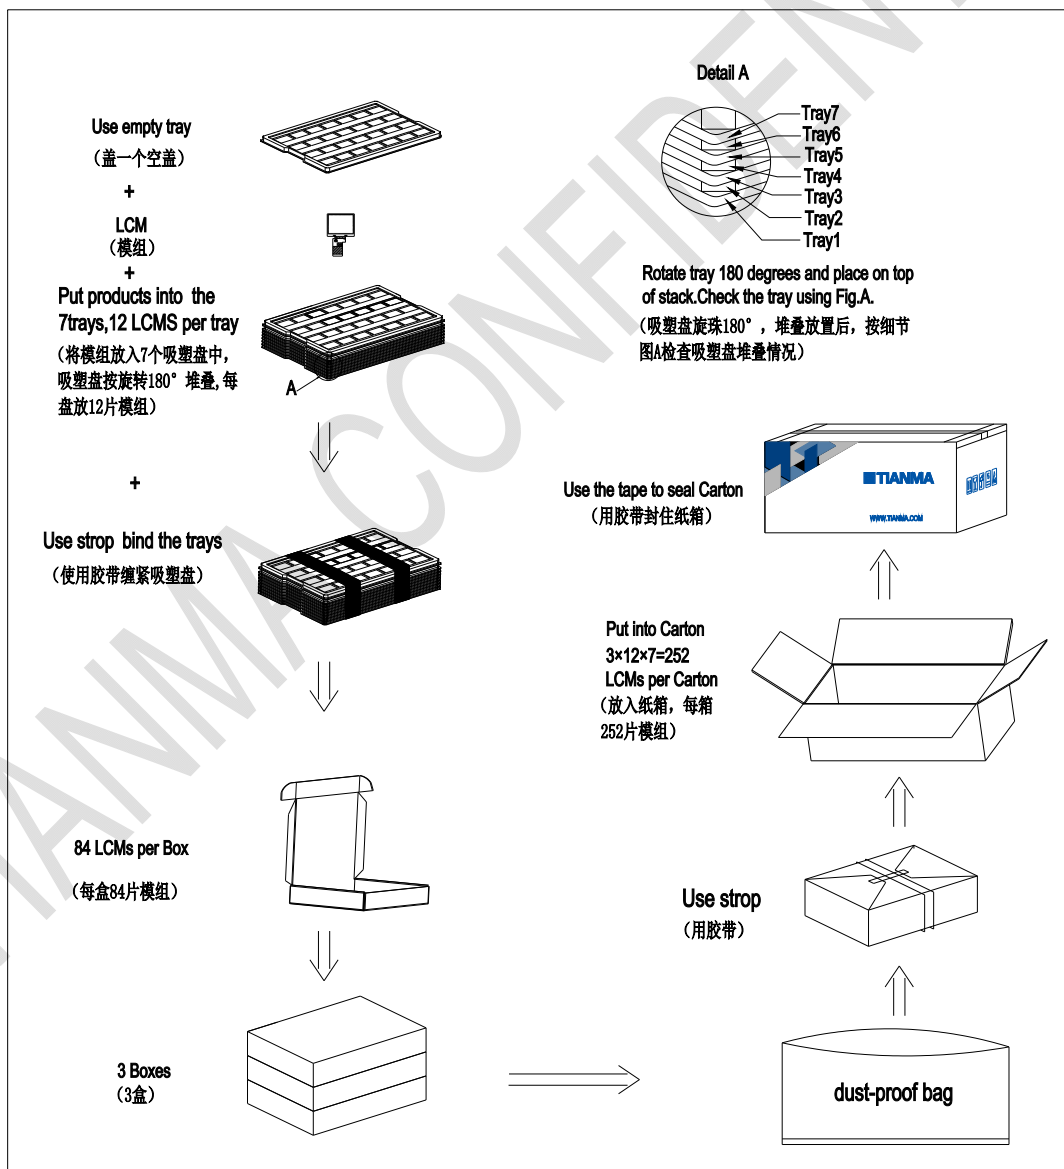 Use empty tray
（盖一个空盖）
+
LCM
（模组）
+
Put products into the
7trays,12 LCMS per tray
（将模组放入7个吸塑盘中，
吸塑盘按旋转180°堆叠,每
盘放12片模组）
A
+
Use strop bind the trays
（使用胶带缠紧吸塑盘）
84 LCMs per Box
（每盒84片模组）
3 Boxes
（3盒）
Detail A
Tray7
Tray6
Tray5
Tray4
Tray3
Tray2
Tray1
Rotate tray 180 degrees and place on top
of stack.Check the tray using Fig.A.
（吸塑盘旋珠180°，堆叠放置后，按细节
图A检查吸塑盘堆叠情况）
Use the tape to seal Carton
（用胶带封住纸箱）
TIANMA
WWW.TIANMA.COM
Put into Carton
3×12×7=252
LCMs per Carton
（放入纸箱，每箱
252片模组）
Use strop
（用胶带）
dust-proof bag
TIANMA CONFIDENT